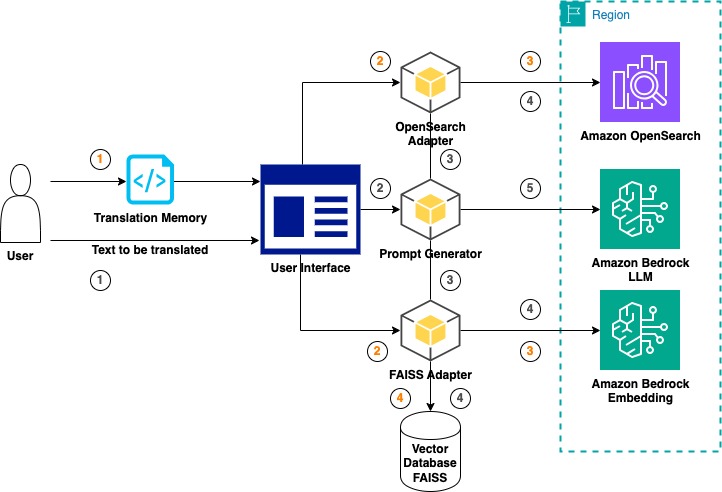 Region
2
3
OpenSearch
Adapter
4
Amazon OpenSearch
1
Translation Memory
3
User
Text to be translated
1
User Interface
2
Prompt Generator
5
Amazon Bedrock
LLM
3
4
2
3
FAISS Adapter
Amazon Bedrock
Embedding
4
4
Vector
Database
FAISS